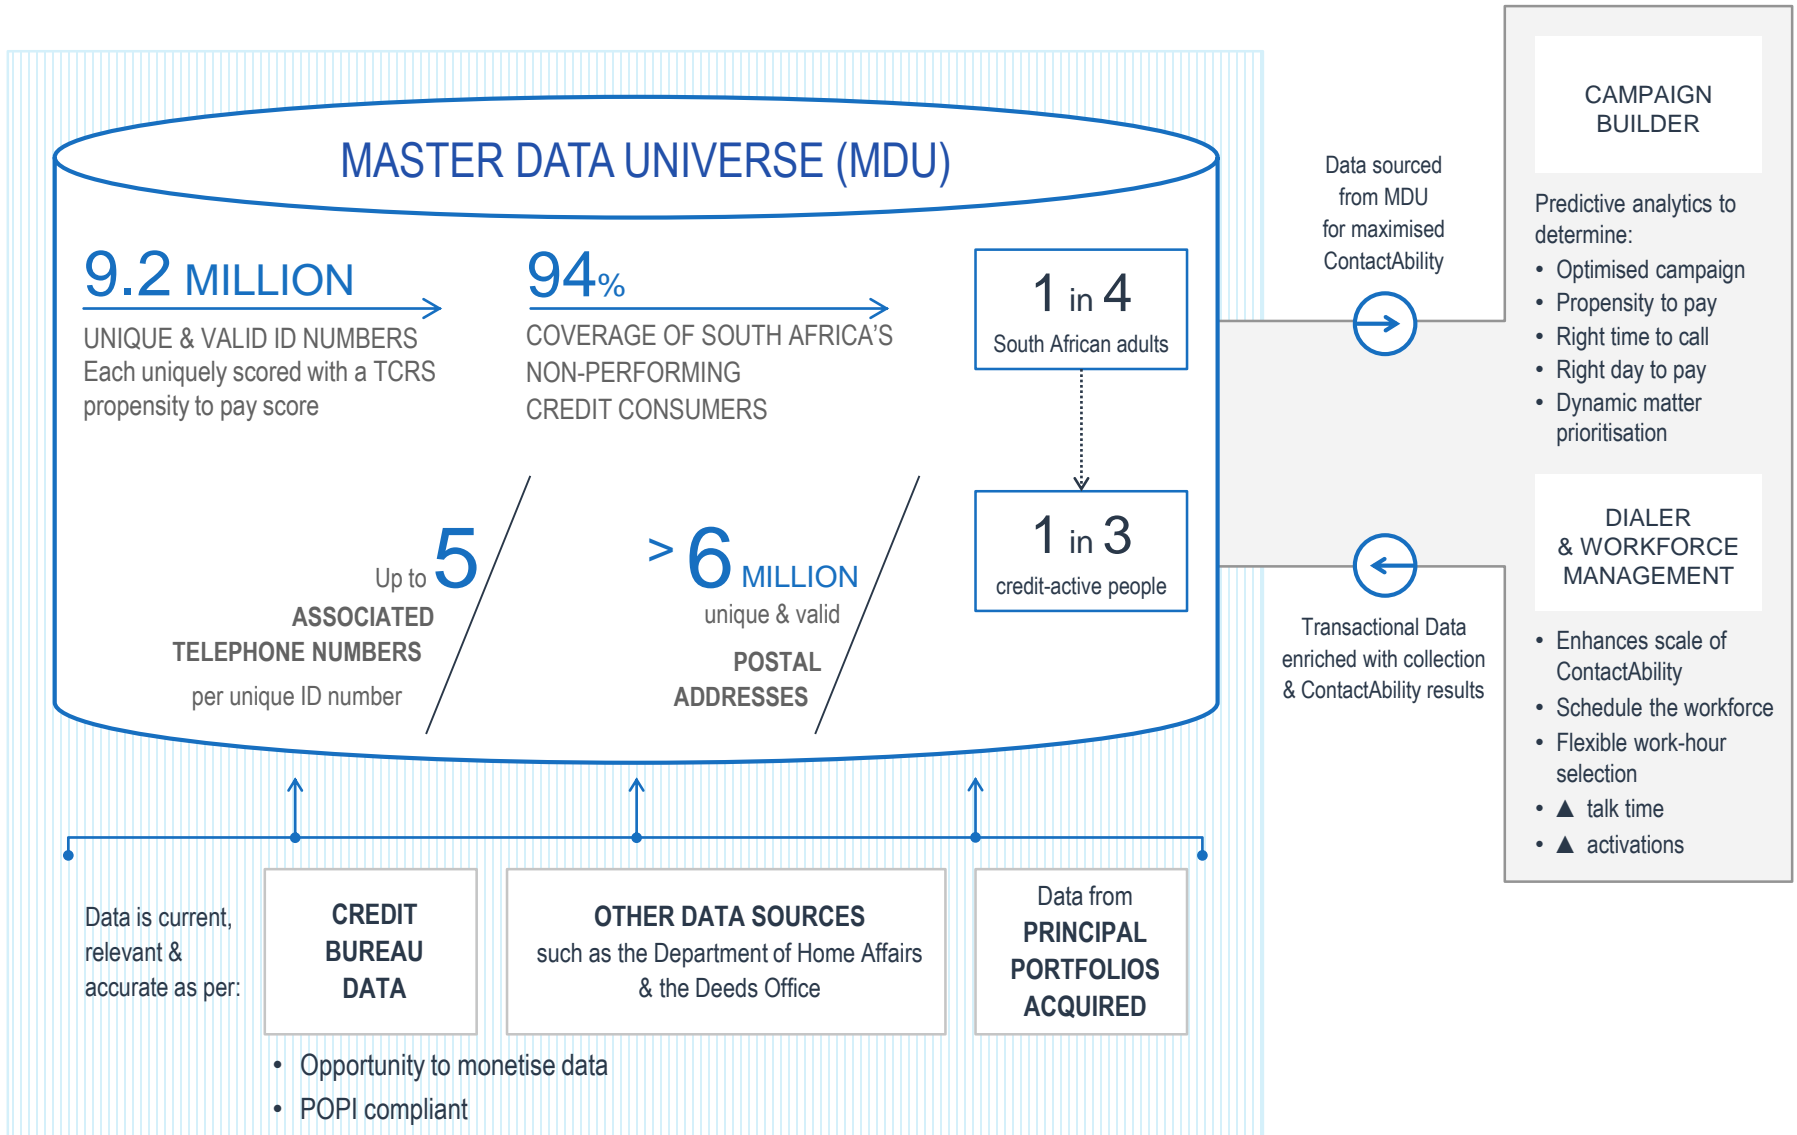 MASTER DATA UNIVERSE (MDU)
9.2 MILLION
UNIQUE & VALID ID NUMBERS
Each uniquely scored with a TCRS
propensity to pay score
94%
COVERAGE OF SOUTH AFRICA'S
NON-PERFORMING
CREDIT CONSUMERS
1 in 4
South African adults
Up to 5
ASSOCIATED
TELEPHONE NUMBERS
per unique ID number
> 6 MILLION
unique & valid
POSTAL
ADDRESSES
1 in 3
credit-active people
Data is current,
relevant &
accurate as per:
CREDIT
BUREAU
DATA
OTHER DATA SOURCES
such as the Department of Home Affairs
& the Deeds Office
Data from
PRINCIPAL
PORTFOLIOS
ACQUIRED
• Opportunity to monetise data
• POPI compliant
Data sourced
from MDU
for maximised
ContactAbility
Transactional Data
enriched with collection
& ContactAbility results
CAMPAIGN
BUILDER
Predictive analytics to
determine:
• Optimised campaign
• Propensity to pay
• Right time to call
• Right day to pay
• Dynamic matter
prioritisation
DIALER
& WORKFORCE
MANAGEMENT
• Enhances scale of
ContactAbility
• Schedule the workforce
• Flexible work-hour
selection
• ▲ talk time
• ▲ activations